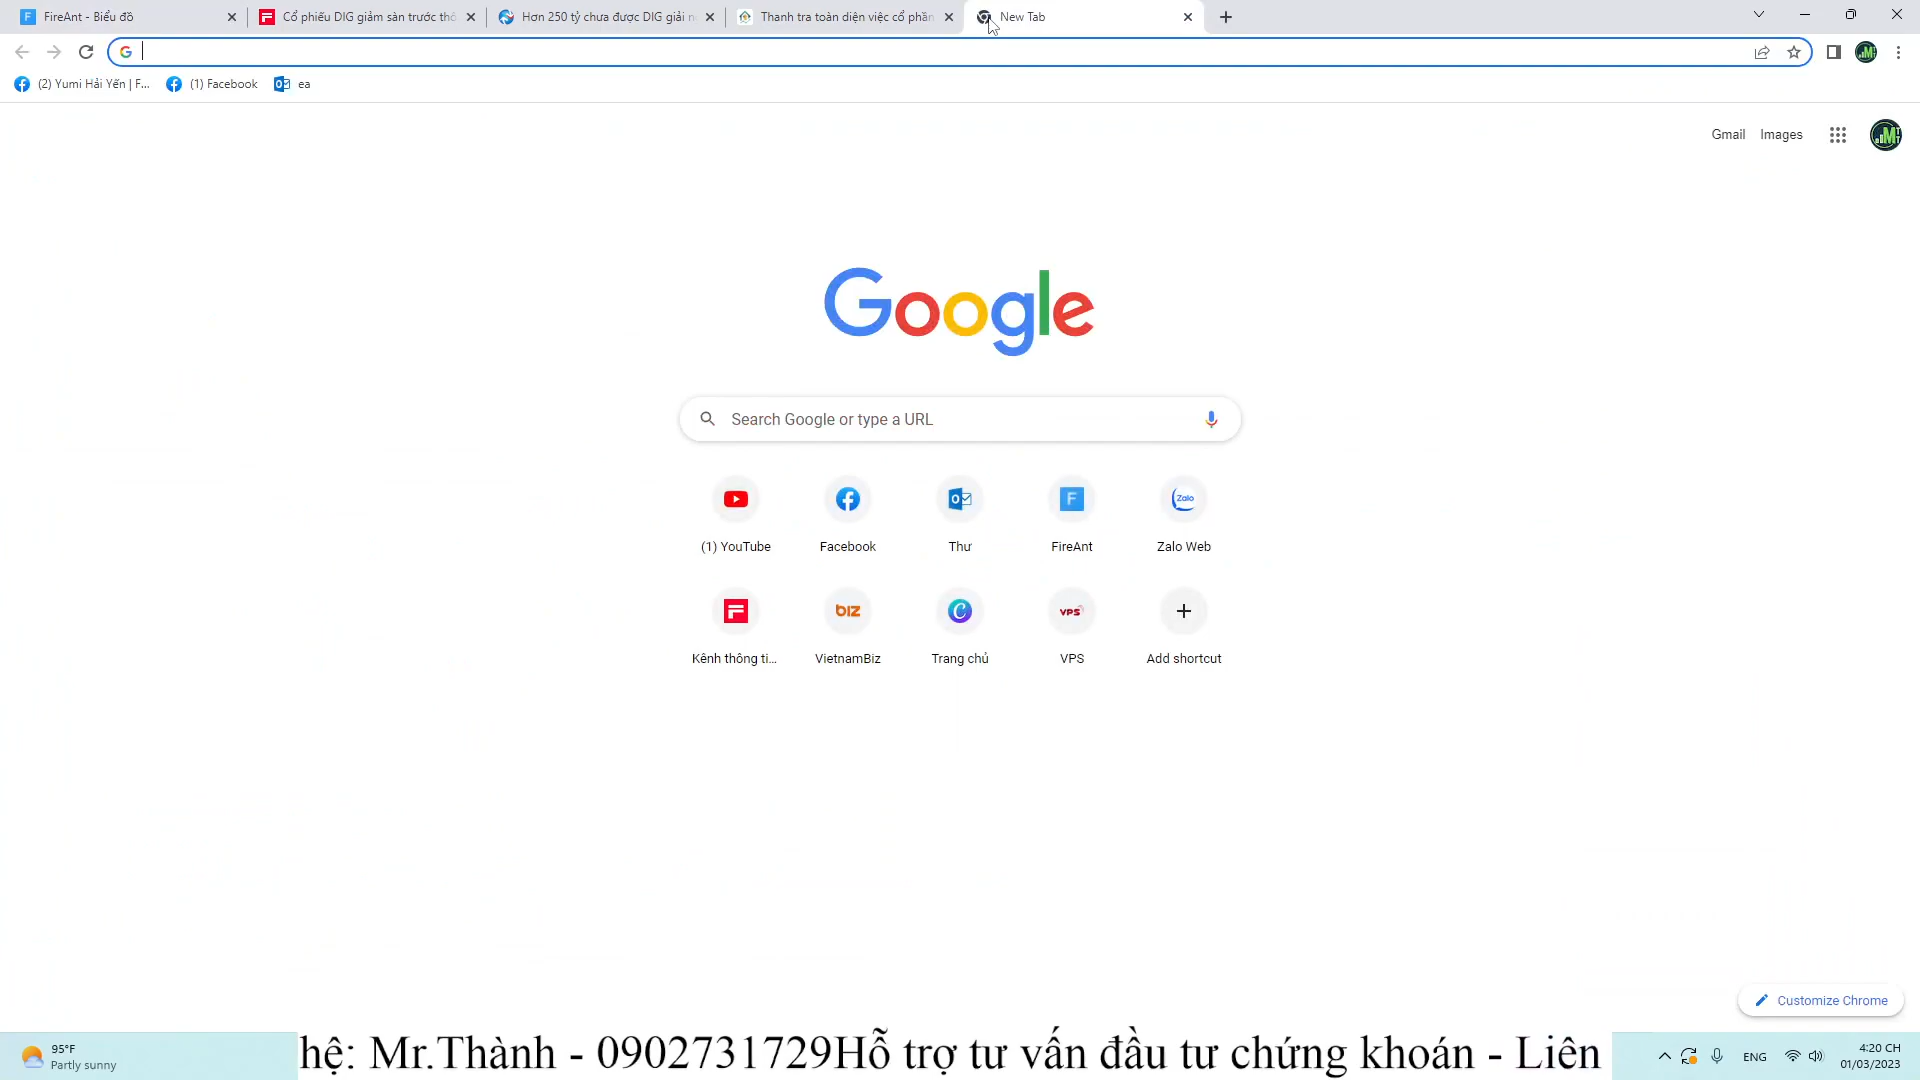 FireAnt - Biểu đồ
Cổ phiếu DIG giảm sàn trước thô
Hơn 250 tỷ chưa được DIG giải n
Thanh tra toàn diện việc cổ phần
New Tab
(2) Yumi Hải Yến | F...
(1) Facebook
ea
Gmail
Images
Google
Search Google or type a URL
(1) YouTube
Facebook
Thư
FireAnt
Zalo Web
Kênh thông ti...
VietnamBiz
Trang chủ
VPS
Add shortcut
Customize Chrome
95°F
Partly sunny
hệ: Mr.Thành - 0902731729Hỗ trợ tư vấn đầu tư chứng khoán - Liên
ENG
4:20 CH
01/03/2023